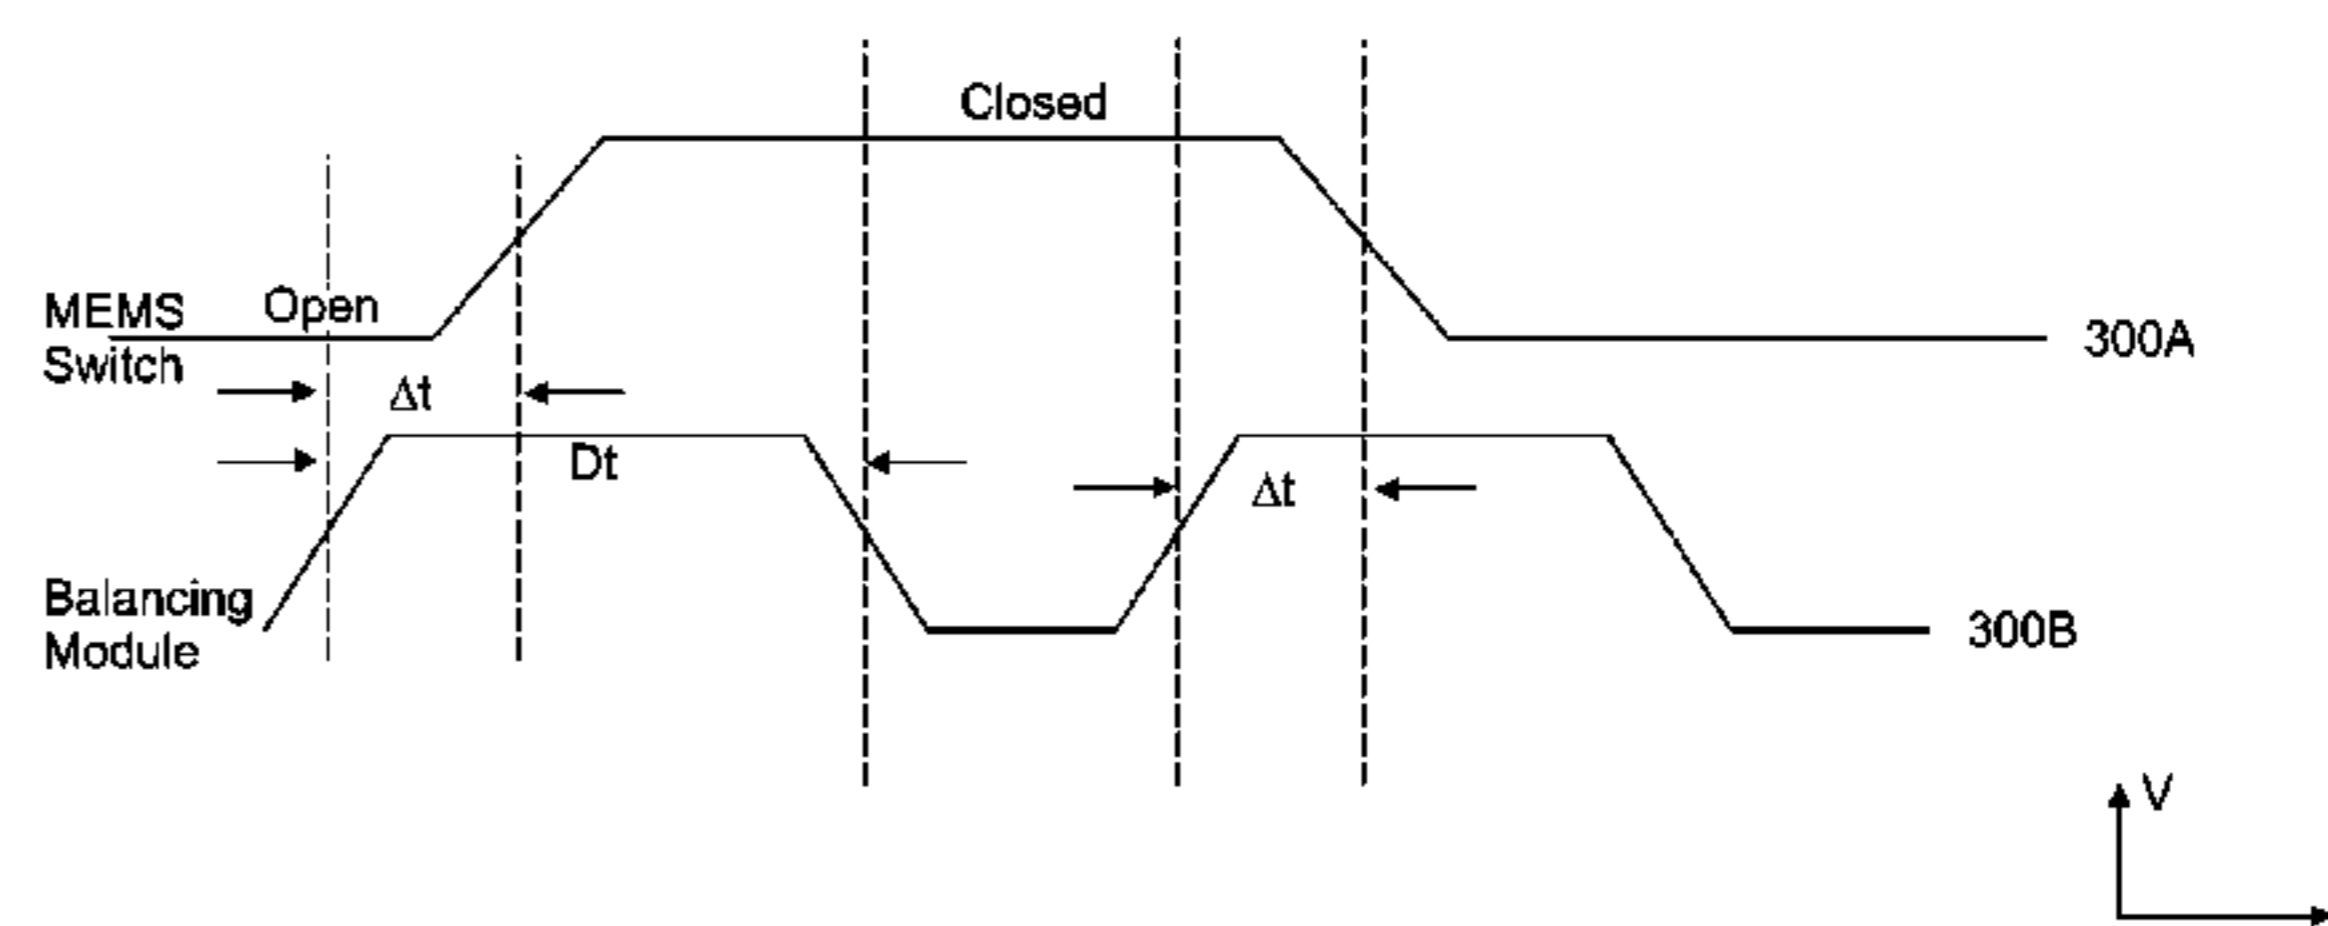 Closed
Open
MEMS
Switch
300A
Δt
Dt
Δt
Balancing
Module
300B
V